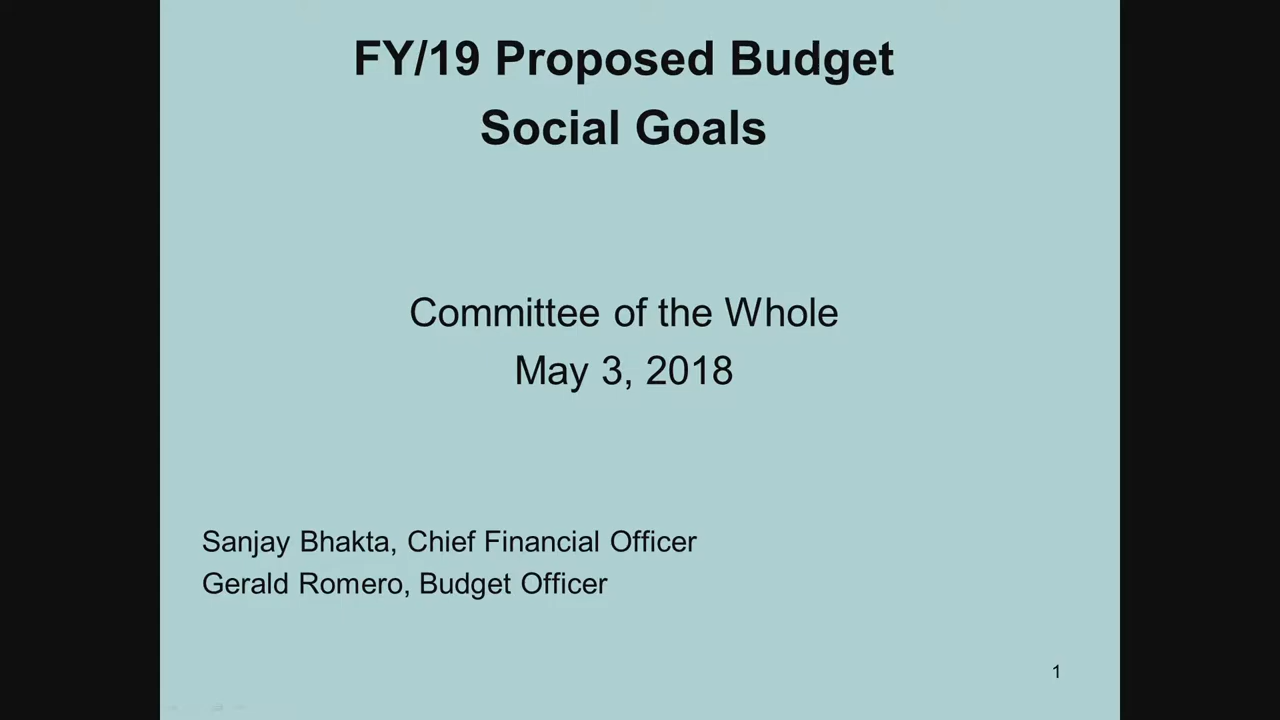 FY/19 Proposed Budget
Social Goals
Committee of the Whole
May 3, 2018
Sanjay Bhakta, Chief Financial Officer
Gerald Romero, Budget Officer
1